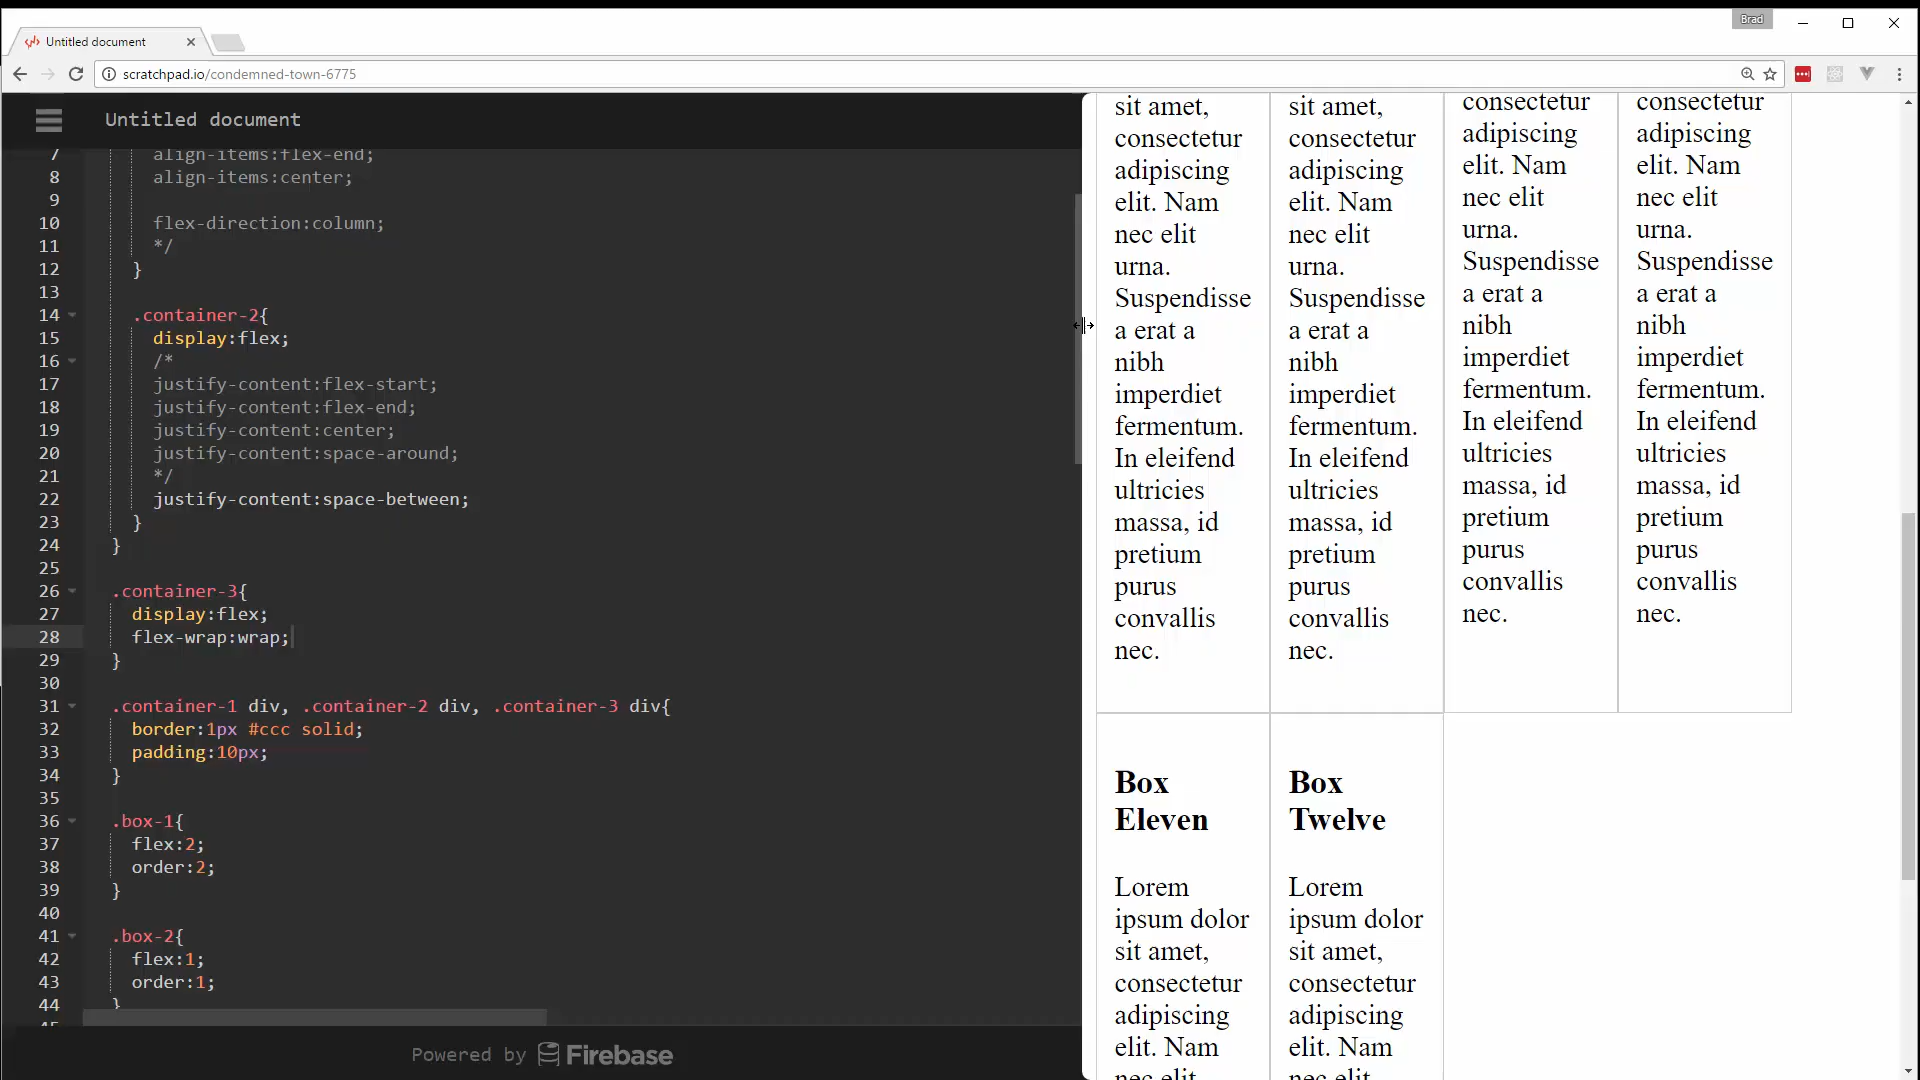 Brad
Untitled document
scratchpad.io/condemned-town-6775
Untitled document
7 align-items:flex-end;
8 align-items:center;
9
10 flex-direction:column;
11 */
12 }
13
14 .container-2{
15 display:flex;
16 /*
17 justify-content:flex-start;
18 justify-content:flex-end;
19 justify-content:center;
20 justify-content:space-around;
21 */
22 justify-content:space-between;
23 }
24 }
25
26 .container-3{
27 display:flex;
28 flex-wrap:wrap;
29 }
30
31 .container-1 div, .container-2 div, .container-3 div{
32 border:1px #ccc solid;
33 padding:10px;
34 }
35
36 .box-1{
37 flex:2;
38 order:2;
39 }
40
41 .box-2{
42 flex:1;
43 order:1;
44 }
45
Powered by Firebase
sit amet,
consectetur
adipiscing
elit. Nam
nec elit
urna.
Suspendisse
a erat a
nibh
imperdiet
fermentum.
In eleifend
ultricies
massa, id
pretium
purus
convallis
nec.
sit amet,
consectetur
adipiscing
elit. Nam
nec elit
urna.
Suspendisse
a erat a
nibh
imperdiet
fermentum.
In eleifend
ultricies
massa, id
pretium
purus
convallis
nec.
consectetur
adipiscing
elit. Nam
nec elit
urna.
Suspendisse
a erat a
nibh
imperdiet
fermentum.
In eleifend
ultricies
massa, id
pretium
purus
convallis
nec.
consectetur
adipiscing
elit. Nam
nec elit
urna.
Suspendisse
a erat a
nibh
imperdiet
fermentum.
In eleifend
ultricies
massa, id
pretium
purus
convallis
nec.
Box
Eleven
Lorem
ipsum dolor
sit amet,
consectetur
adipiscing
elit. Nam
nec elit
Box
Twelve
Lorem
ipsum dolor
sit amet,
consectetur
adipiscing
elit. Nam
nec elit